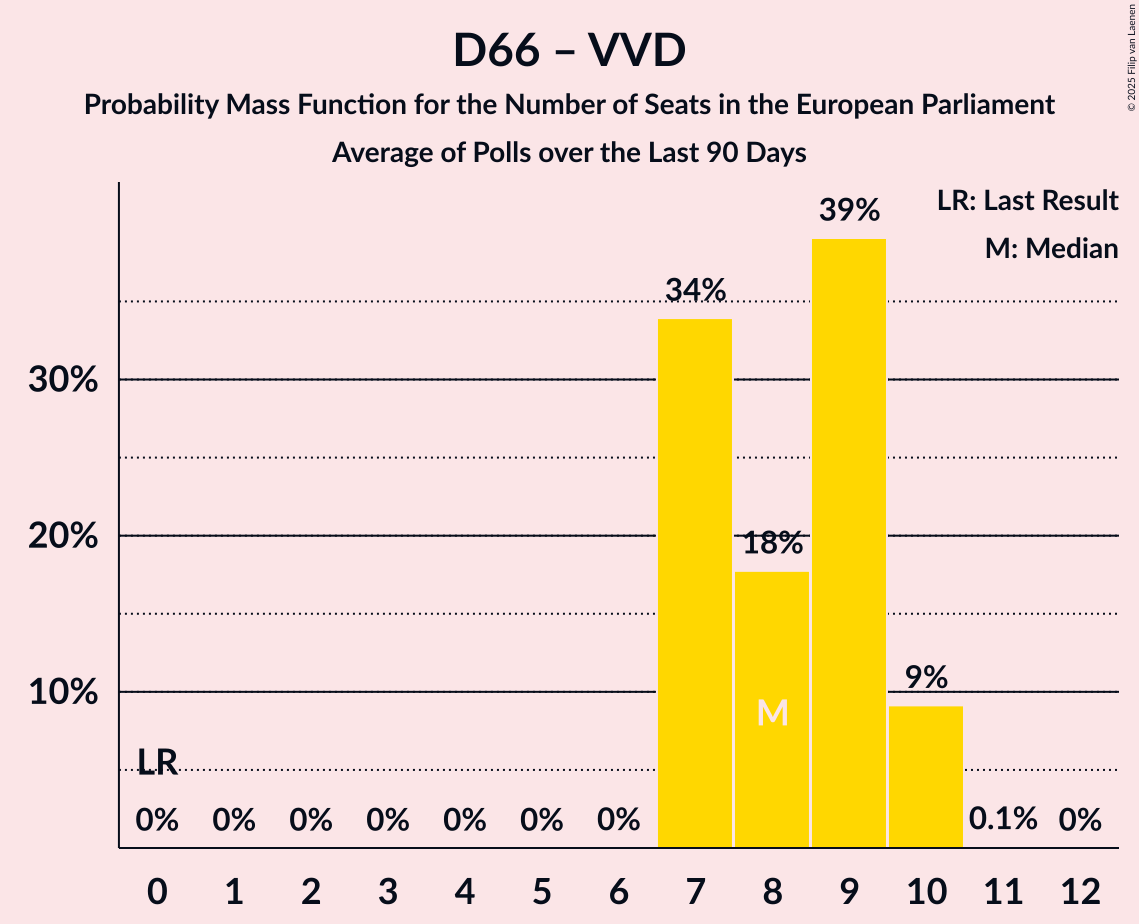 D66 – VVD
Probability Mass Function for the Number of Seats in the European Parliament
Average of Polls over the Last 90 Days
© 2025 Filip van Laenen
LR: Last Result
M: Median
39%
34%
30%
20%
18%
10%
9%
M
LR
0% 0% 0% 0% 0% 0% 0% 0.1% 0%
0 1 2 3 4 5 6 7 8 9 10 11 12